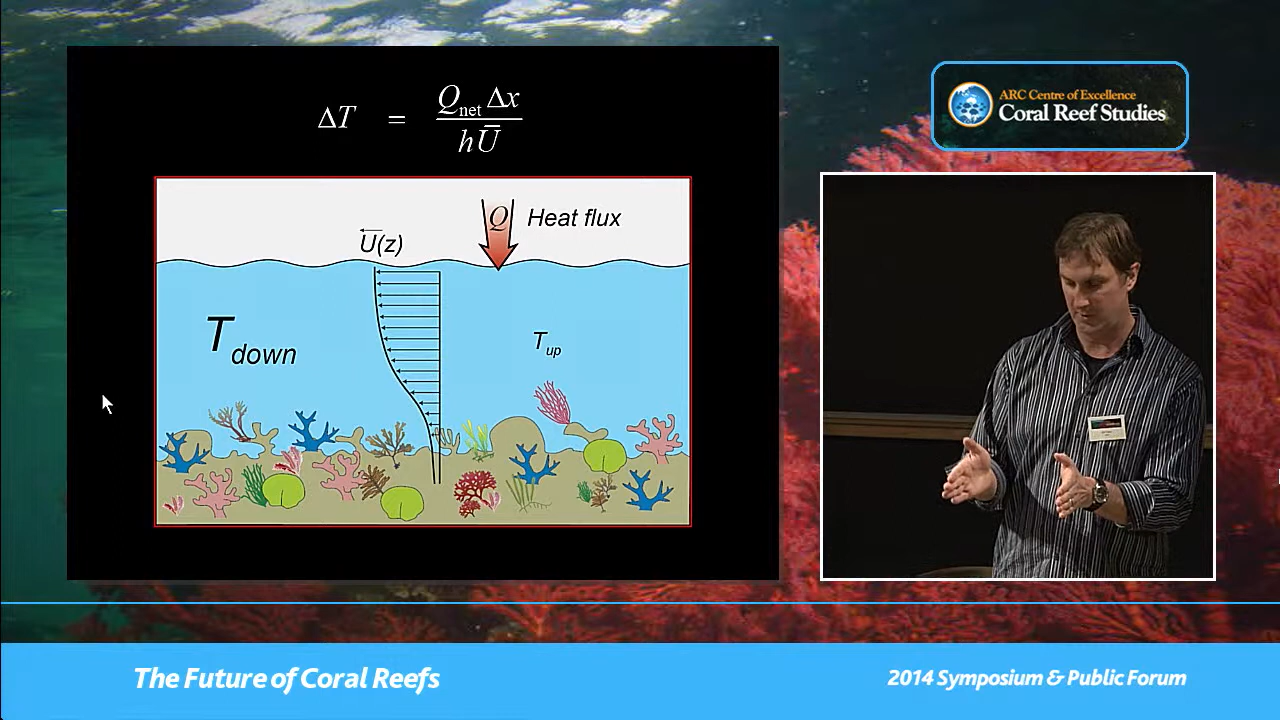 ΔT = Q_net Δx / h Ū
U(z)
Q Heat flux
T_down
T_up
ARC Centre of Excellence
Coral Reef Studies
The Future of Coral Reefs
2014 Symposium & Public Forum